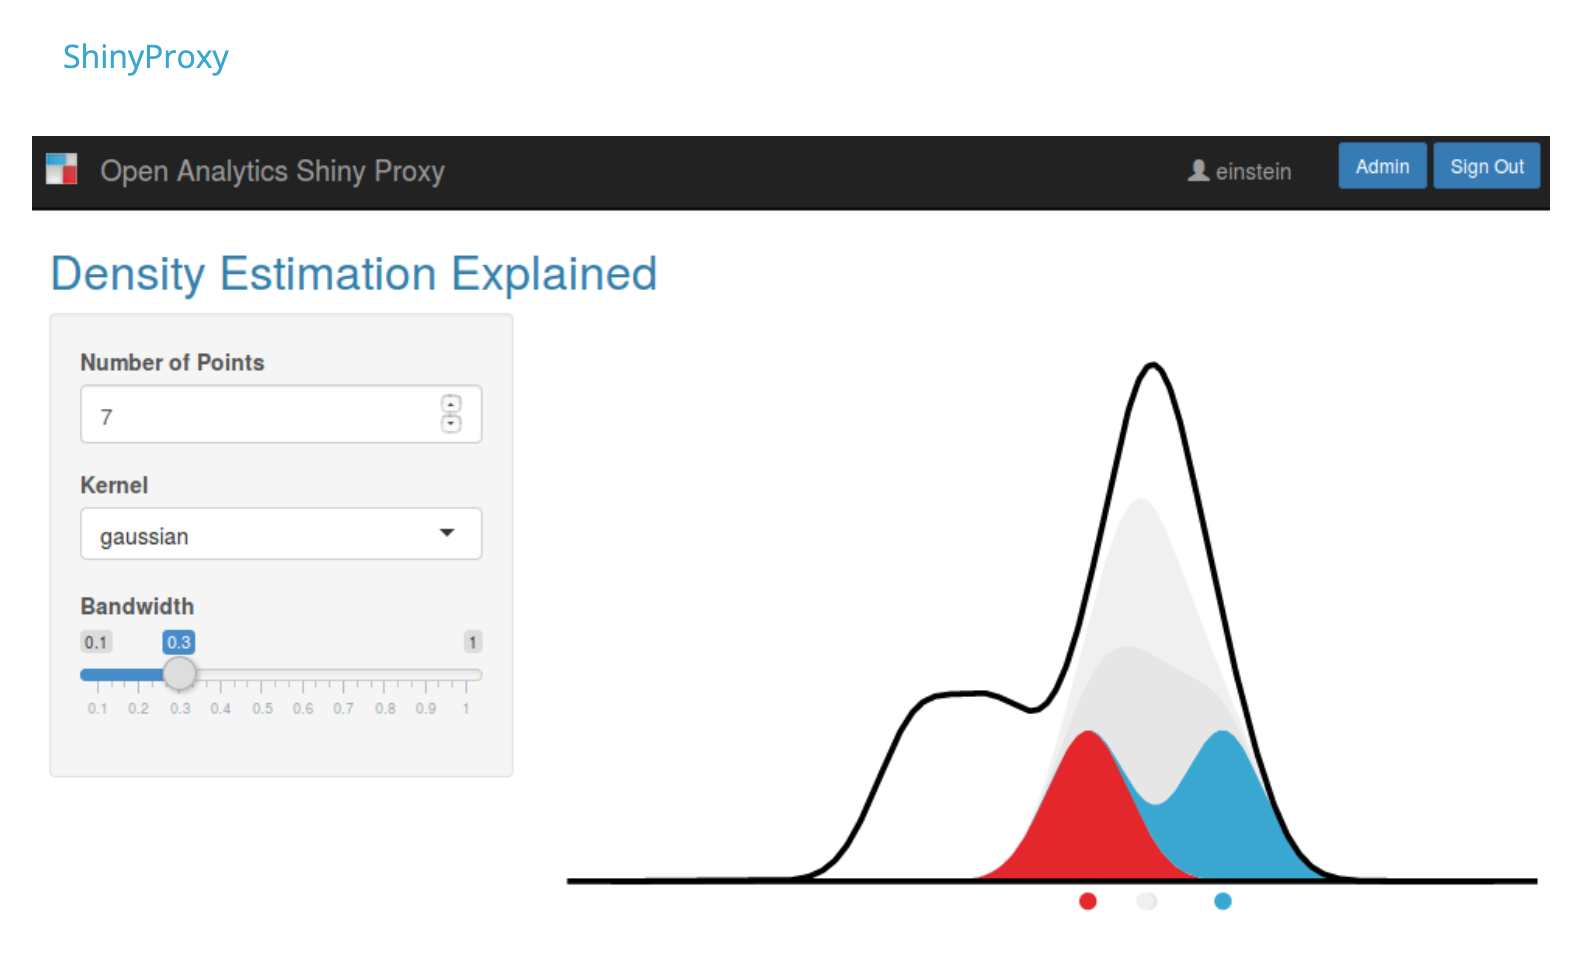 ShinyProxy
Open Analytics Shiny Proxy
einstein
Admin
Sign Out
Density Estimation Explained
Number of Points
7
Kernel
gaussian
Bandwidth
0.1 0.3 1
0.1 0.2 0.3 0.4 0.5 0.6 0.7 0.8 0.9 1